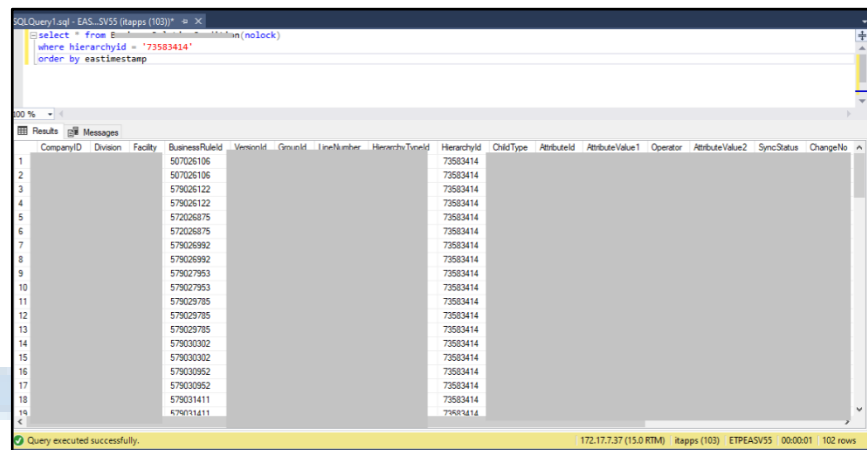 SQLQuery1.sql - EAS...SV55 (itapps (103))*
select * from (nolock)
where hierarchyid = '73583414'
order by eastimestamp
100 %
Results Messages
CompanyID Division Facility BusinessRuleId VersionId GroupId LineNumber HierarchyTypeId HierarchyId ChildType AttributeId AttributeValue1 Operator AttributeValue2 SyncStatus ChangeNo
1 507026106 73583414
2 507026106 73583414
3 579026122 73583414
4 579026122 73583414
5 572026875 73583414
6 572026875 73583414
7 579026992 73583414
8 579026992 73583414
9 579027953 73583414
10 579027953 73583414
11 579029785 73583414
12 579029785 73583414
13 579029785 73583414
14 579030302 73583414
15 579030302 73583414
16 579030952 73583414
17 579030952 73583414
18 579031411 73583414
19 579031411 73583414
Query executed successfully. 172.17.7.37 (15.0 RTM) itapps (103) ETPEASV55 00:00:01 102 rows